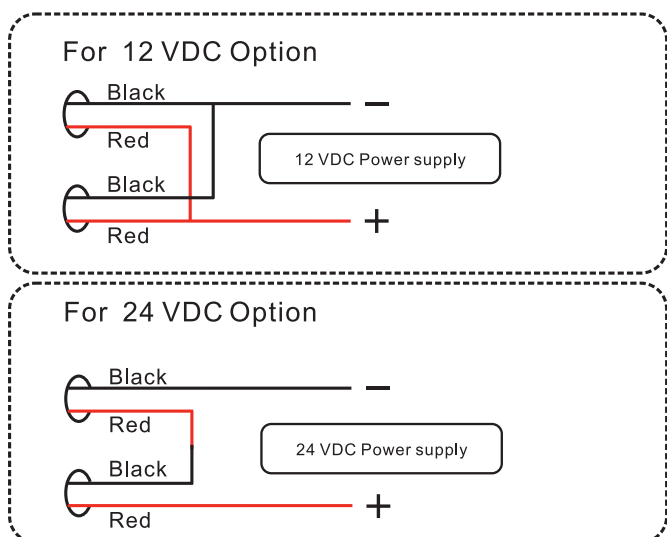 For 12 VDC Option
Black
−
Red
12 VDC Power supply
Black
+
Red
For 24 VDC Option
Black
−
Red
24 VDC Power supply
Black
+
Red